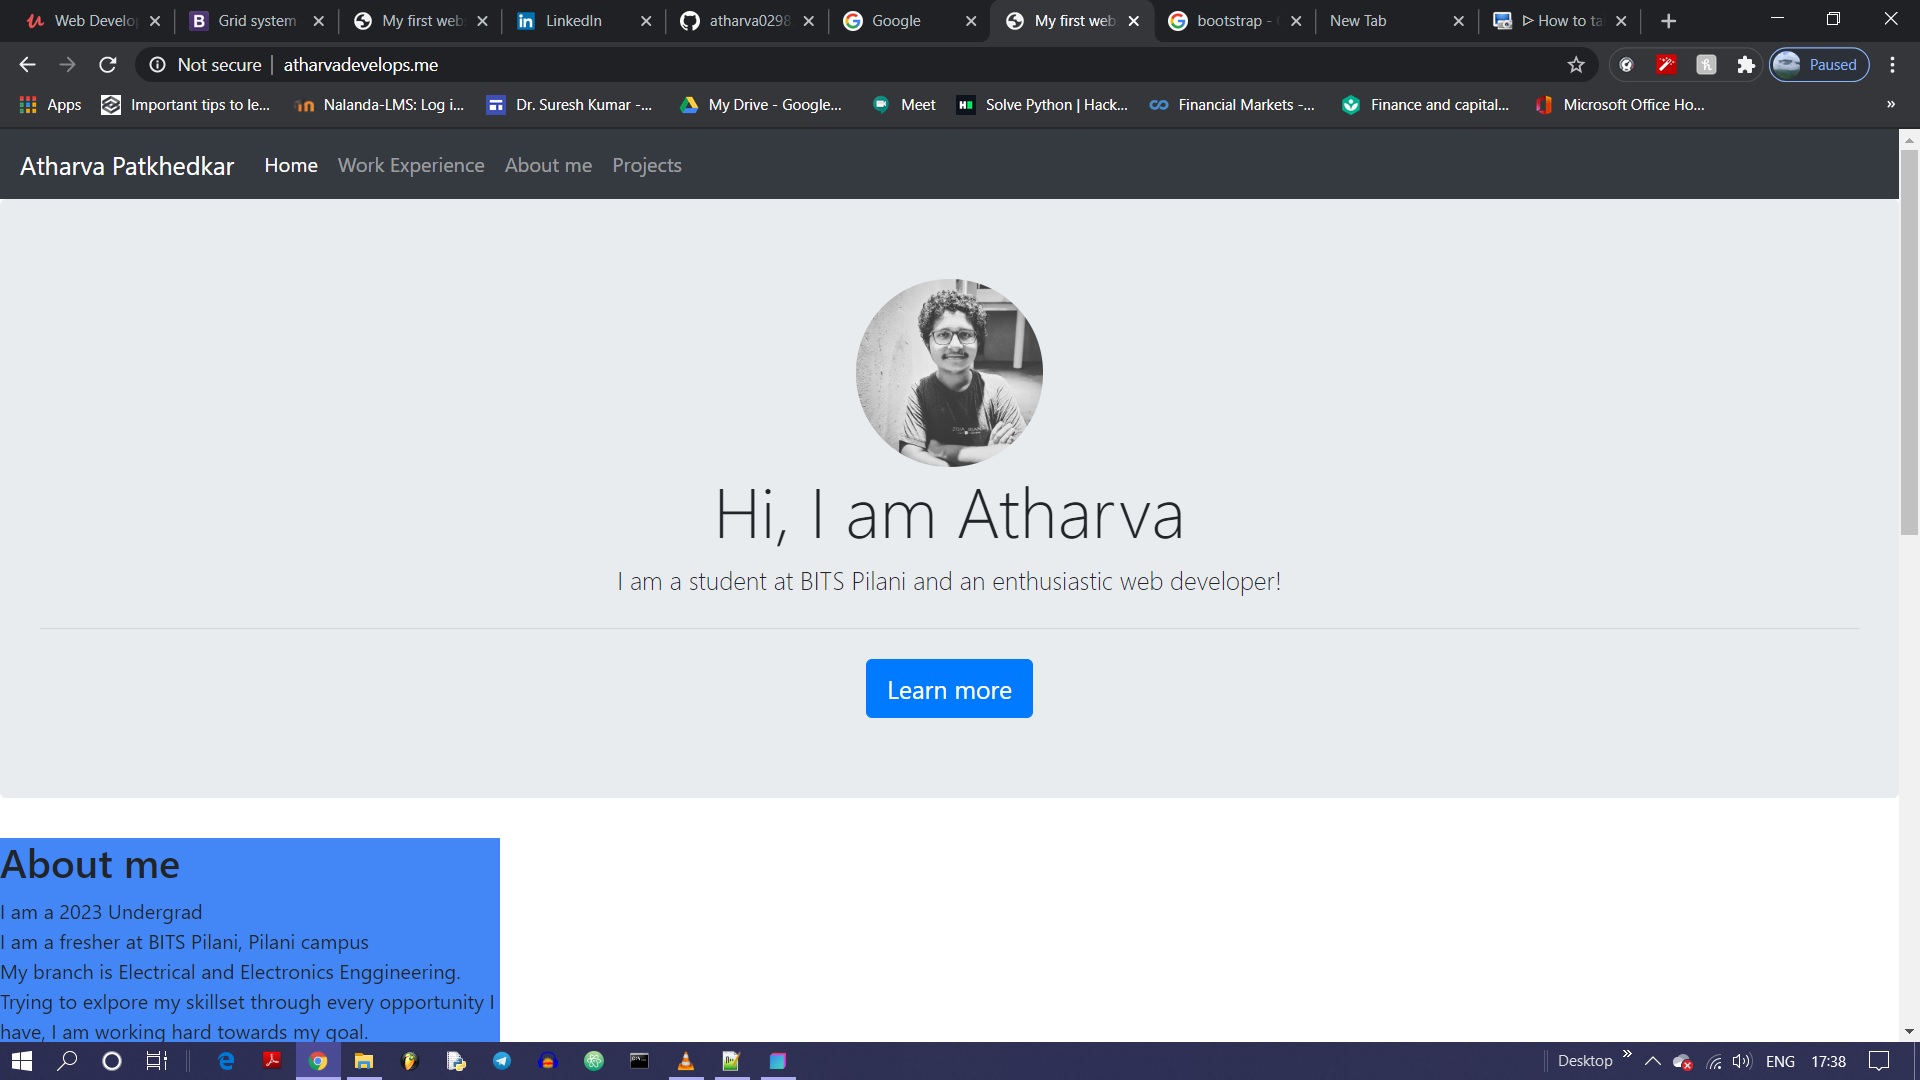 Web Develop
Grid system
My first web
LinkedIn
atharva0298
Google
My first web
bootstrap -
New Tab
ᐅ How to ta
Not secure | atharvadevelops.me
Paused
Apps
Important tips to le...
Nalanda-LMS: Log i...
Dr. Suresh Kumar -...
My Drive - Google...
Meet
Solve Python | Hack...
Financial Markets -...
Finance and capital...
Microsoft Office Ho...
»
Atharva Patkhedkar
Home
Work Experience
About me
Projects
Hi, I am Atharva
I am a student at BITS Pilani and an enthusiastic web developer!
Learn more
About me
I am a 2023 Undergrad
I am a fresher at BITS Pilani, Pilani campus
My branch is Electrical and Electronics Enggineering.
Trying to exlpore my skillset through every opportunity I
have, I am working hard towards my goal.
Desktop
»
ENG
17:38